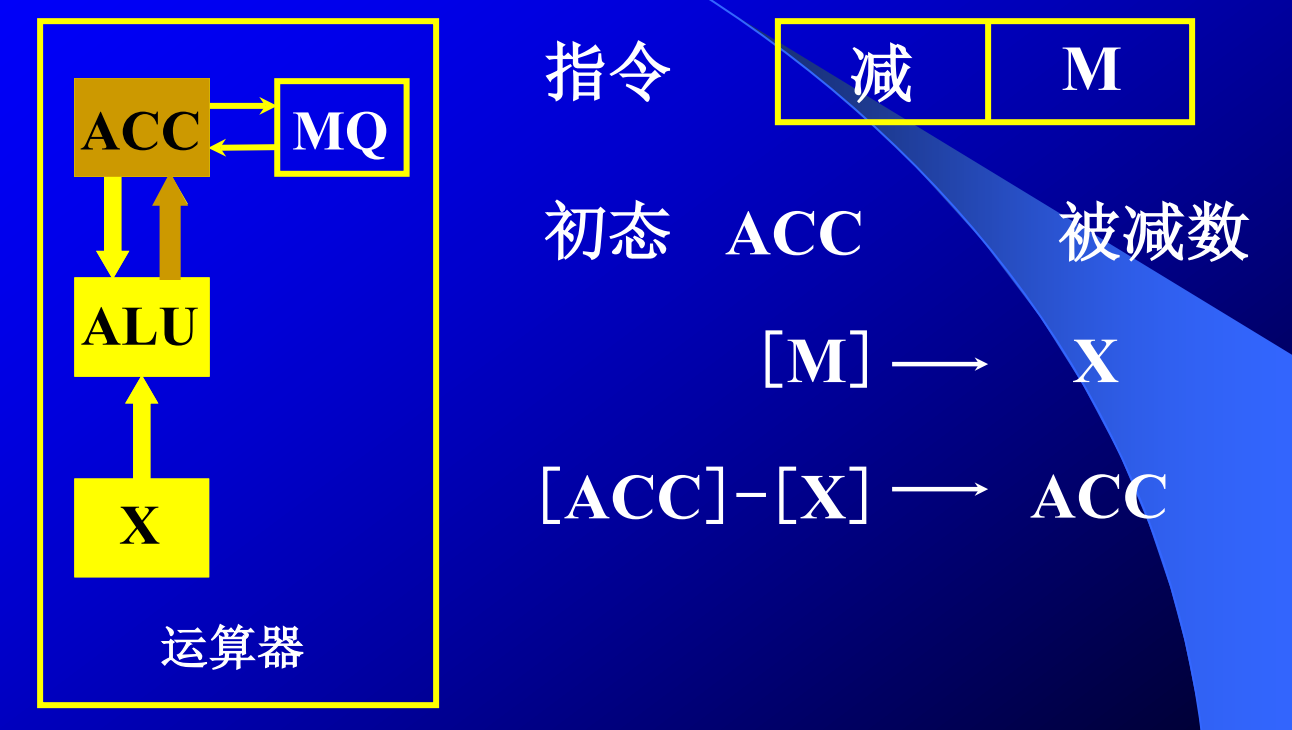 ACC MQ
ALU
X
运算器
指令 减 M
初态 ACC 被减数
[M] → X
[ACC]-[X] → ACC